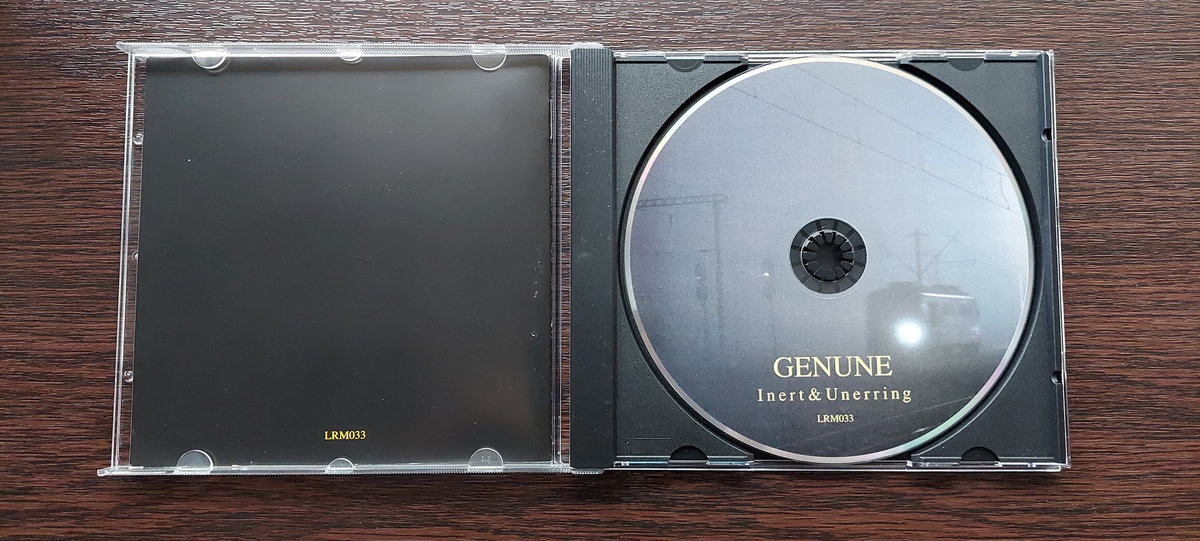 LRM033
GENUNE
Inert & Unerring
LRM033